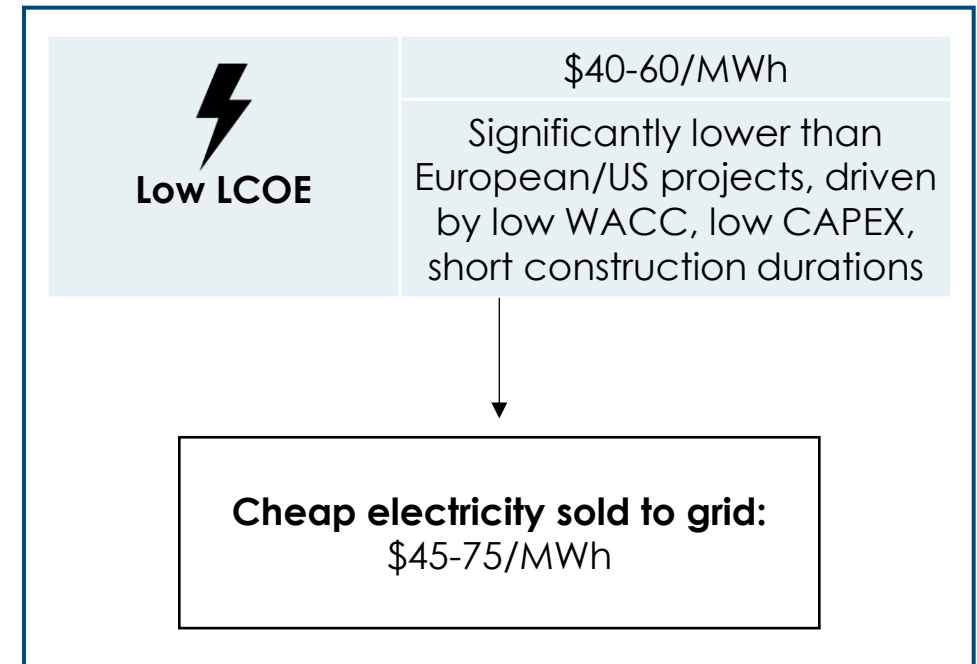 Low LCOE
$40-60/MWh
Significantly lower than
European/US projects, driven
by low WACC, low CAPEX,
short construction durations
Cheap electricity sold to grid:
$45-75/MWh